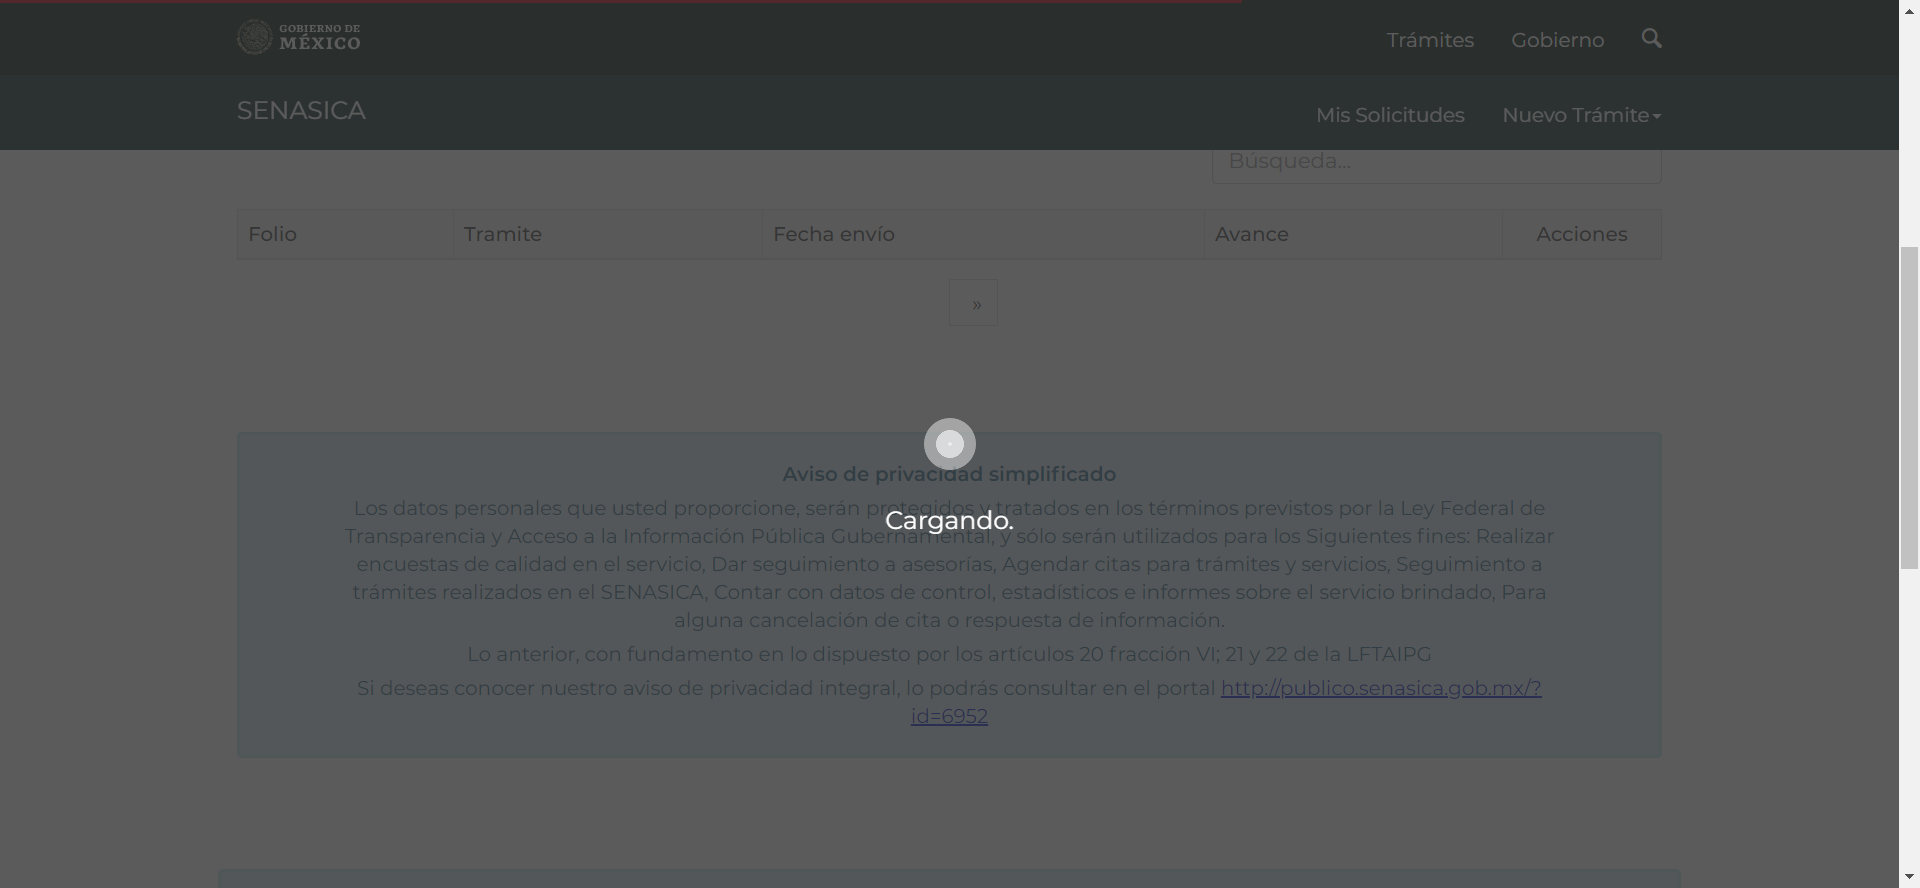 GOBIERNO DE
MÉXICO
Trámites
Gobierno
SENASICA
Mis Solicitudes
Nuevo Trámite
Búsqueda...
Folio
Tramite
Fecha envío
Avance
Acciones
»
Aviso de privacidad simplificado
Los datos personales que usted proporcione, serán protegidos y tratados en los términos previstos por la Ley Federal de
Transparencia y Acceso a la Información Pública Gubernamental, y sólo serán utilizados para los Siguientes fines: Realizar
encuestas de calidad en el servicio, Dar seguimiento a asesorías, Agendar citas para trámites y servicios, Seguimiento a
trámites realizados en el SENASICA, Contar con datos de control, estadísticos e informes sobre el servicio brindado, Para
alguna cancelación de cita o respuesta de información.
Lo anterior, con fundamento en lo dispuesto por los artículos 20 fracción VI; 21 y 22 de la LFTAIPG
Si deseas conocer nuestro aviso de privacidad integral, lo podrás consultar en el portal http://publico.senasica.gob.mx/?
id=6952
Cargando.